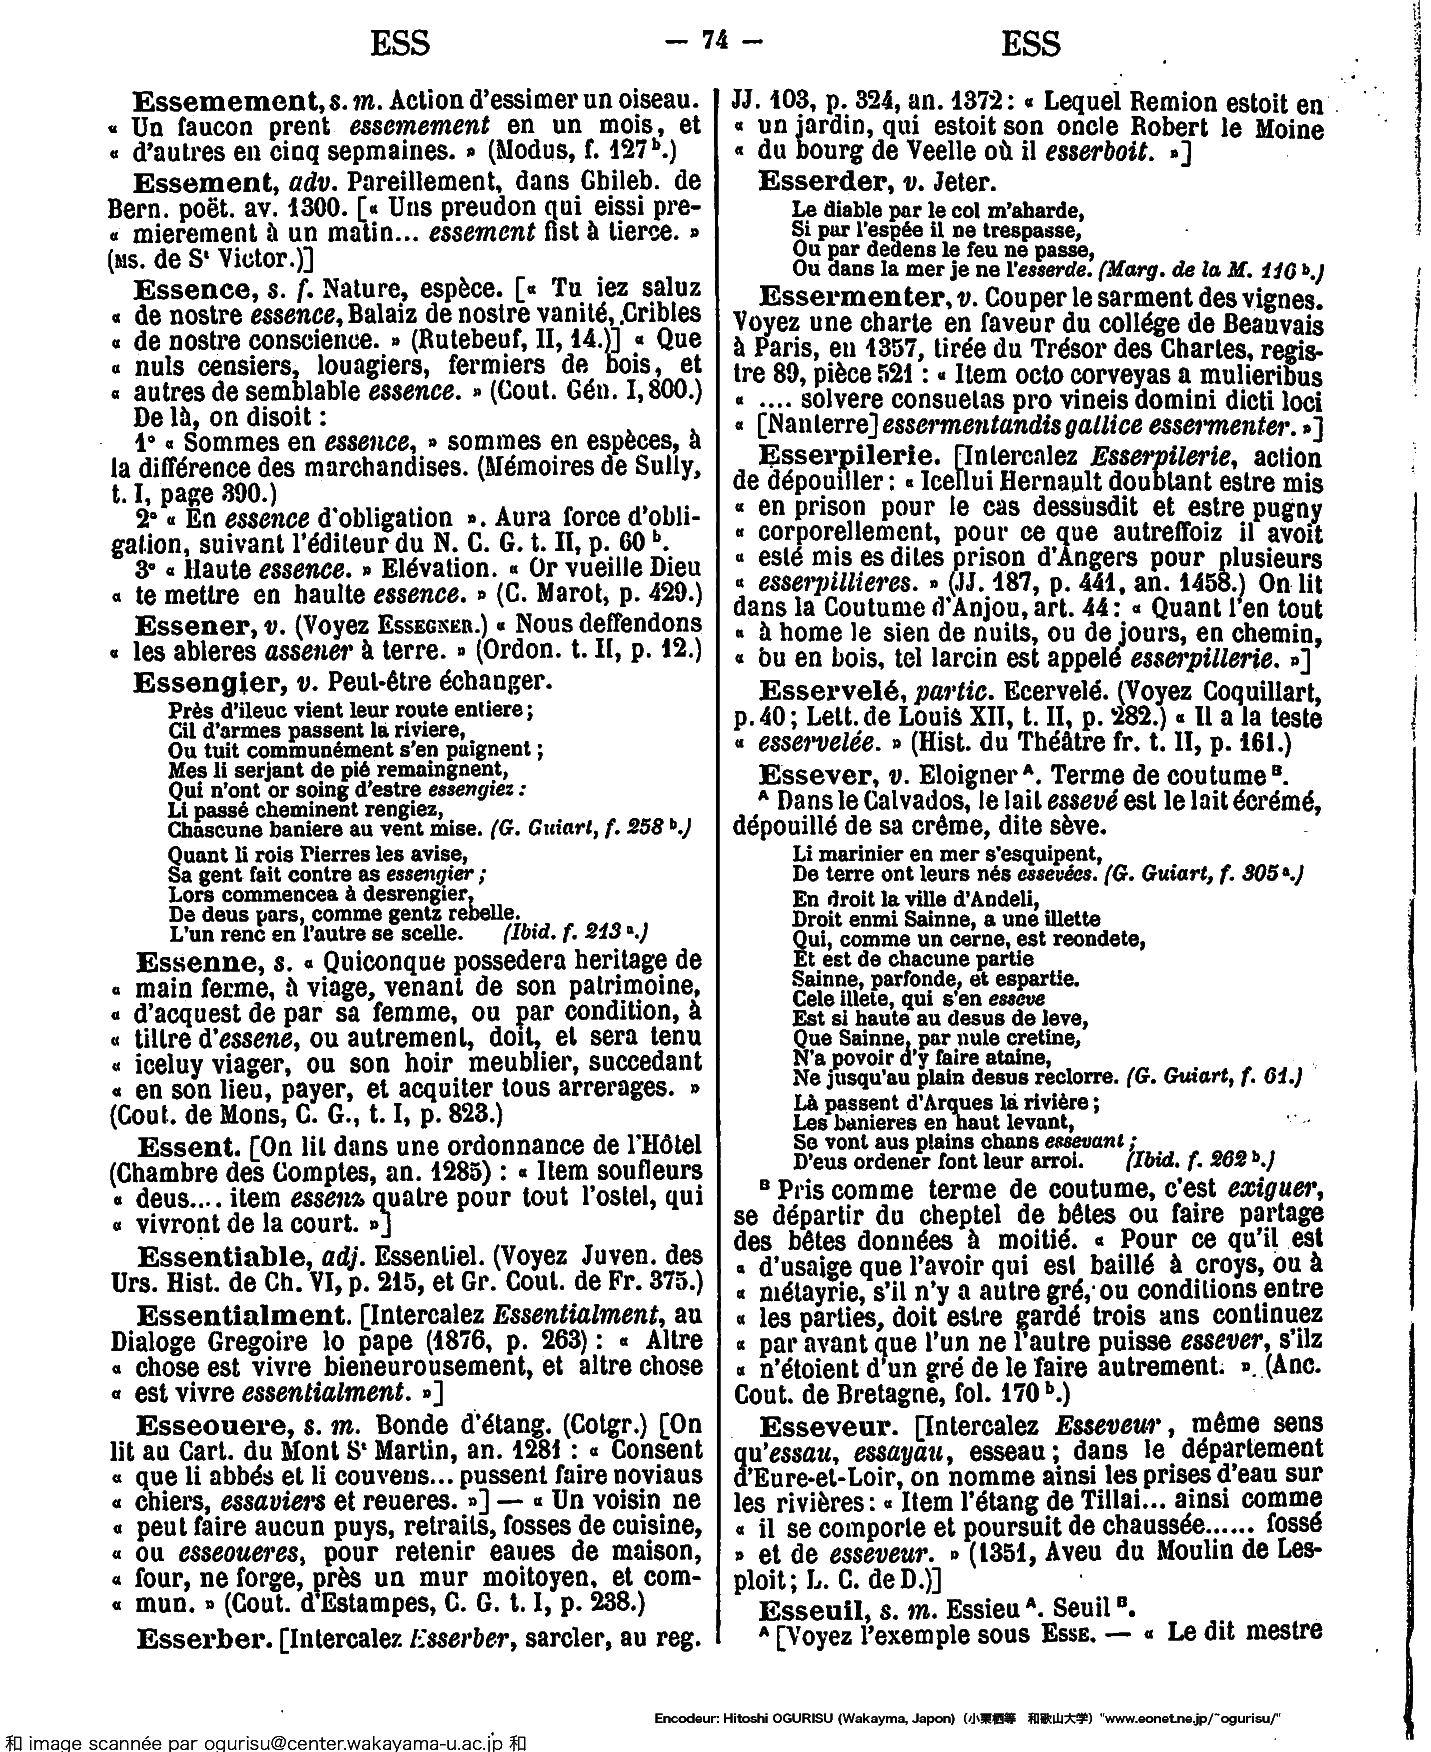 ESS
— 74 —
ESS
Essemement, s. m. Action d'essimer un oiseau.
« Un faucon prent essemement en un mois, et
« d'autres en cinq sepmaines. » (Modus, f. 127 b.)
Essement, adv. Pareillement, dans Chileb. de
Bern. poët. av. 1300. [« Uns preudon qui eissi pre-
« mierement à un matin... essement fist à tierce. »
(MS. de St Victor.)]
Essence, s. f. Nature, espèce. [« Tu iez saluz
« de nostre essence, Balaiz de nostre vanité, Cribles
« de nostre conscience. » (Rutebeuf, II, 14.)] « Que
« nuls censiers, louagiers, fermiers de bois, et
« autres de semblable essence. » (Cout. Gén. I, 800.)
De là, on disoit :
1° « Sommes en essence, » sommes en espèces, à
la différence des marchandises. (Mémoires de Sully,
t. I, page 390.)
2° « En essence d'obligation ». Aura force d'obli-
gation, suivant l'éditeur du N. C. G. t. II, p. 60 b.
3° « Haute essence. » Elévation. « Or vueille Dieu
« te mettre en haulte essence. » (C. Marot, p. 429.)
Essener, v. (Voyez ESSEGNER.) « Nous deffendons
« les ableres assener à terre. » (Ordon. t. II, p. 12.)
Essengier, v. Peut-être échanger.
Près d'ileuc vient leur route entiere ;
Cil d'armes passent la riviere,
Ou tuit communément s'en paignent ;
Mes li serjant de pié remaingnent,
Qui n'ont or soing d'estre essengiez :
Li passé cheminent rengiez,
Chascune baniere au vent mise. (G. Guiart, f. 258 b.)
Quant li rois Pierres les avise,
Sa gent fait contre as essengier ;
Lors commencea à desrengier,
De deus pars, comme gentz rebelle.
L'un renc en l'autre se scelle. (Ibid. f. 213 a.)
Essenne, s. « Quiconque possedera heritage de
« main ferme, à viage, venant de son patrimoine,
« d'acquest de par sa femme, ou par condition, à
« tiltre d'essene, ou autrement, doit, et sera tenu
« iceluy viager, ou son hoir meublier, succedant
« en son lieu, payer, et acquiter tous arrerages. »
(Cout. de Mons, C. G., t. I, p. 823.)
Essent. [On lit dans une ordonnance de l'Hôtel
(Chambre des Comptes, an. 1285) : « Item soufleurs
« deus.... item essenz quatre pour tout l'ostel, qui
« vivront de la court. »]
Essentiable, adj. Essentiel. (Voyez Juven. des
Urs. Hist. de Ch. VI, p. 215, et Gr. Cout. de Fr. 375.)
Essentialment. [Intercalez Essentialment, au
Dialoge Gregoire lo pape (1876, p. 263) : « Altre
« chose est vivre bieneurousement, et altre chose
« est vivre essentialment. »]
Esseouere, s. m. Bonde d'étang. (Cotgr.) [On
lit au Cart. du Mont St Martin, an. 1281 : « Consent
« que li abbés et li couvens... pussent faire noviaus
« chiers, essaviers et reueres. »] — « Un voisin ne
« peut faire aucun puys, retraits, fosses de cuisine,
« ou esseoueres, pour retenir eaues de maison,
« four, ne forge, près un mur moitoyen, et com-
« mun. » (Cout. d'Estampes, C. G. t. I, p. 238.)
Esserber. [Intercalez Esserber, sarcler, au reg.
JJ. 103, p. 324, an. 1372 : « Lequel Remion estoit en
« un jardin, qui estoit son oncle Robert le Moine
« du bourg de Veelle où il esserboit. »]
Esserder, v. Jeter.
Le diable par le col m'aharde,
Si par l'espée il ne trespasse,
Ou par dedens le feu ne passe,
Ou dans la mer je ne l'esserde. (Marg. de la M. 116 b.)
Essermenter, v. Couper le sarment des vignes.
Voyez une charte en faveur du collége de Beauvais
à Paris, en 1357, tirée du Trésor des Chartes, regis-
tre 89, pièce 521 : « Item octo corveyas a mulieribus
« .... solvere consuetas pro vineis domini dicti loci
« [Nanterre] essermentandis gallice essermenter. »]
Esserpilerie. [Intercalez Esserpilerie, action
de dépouiller : « Icellui Hernault doubtant estre mis
« en prison pour le cas dessusdit et estre pugny
« corporellement, pour ce que autreffoiz il avoit
« esté mis es dites prison d'Angers pour plusieurs
« esserpillieres. » (JJ. 187, p. 441, an. 1458.) On lit
dans la Coutume d'Anjou, art. 44 : « Quant l'en tout
« à home le sien de nuits, ou de jours, en chemin,
« ou en bois, tel larcin est appelé esserpillerie. »]
Esservelé, partic. Ecervelé. (Voyez Coquillart,
p. 40 ; Lett. de Louis XII, t. II, p. 282.) « Il a la teste
« esservelée. » (Hist. du Théâtre fr. t. II, p. 161.)
Essever, v. Eloigner A. Terme de coutume B.
A Dans le Calvados, le lait essevé est le lait écrémé,
dépouillé de sa crême, dite sève.
Li marinier en mer s'esquipent,
De terre ont leurs nés essevées. (G. Guiart, f. 305 a.)
En droit la ville d'Andeli,
Droit enmi Sainne, a une illette
Qui, comme un cerne, est reondete,
Et est de chacune partie
Sainne, parfonde, et espartie.
Cele illete, qui s'en esseve
Est si haute au desus de leve,
Que Sainne, par nule cretine,
N'a povoir d'y faire ataine,
Ne jusqu'au plain desus reclorre. (G. Guiart, f. 61.)
Là passent d'Arques la rivière ;
Les banieres en haut levant,
Se vont aus plains chans essevant ;
D'eus ordener font leur arroi. (Ibid. f. 262 b.)
B Pris comme terme de coutume, c'est exiguer,
se départir du cheptel de bêtes ou faire partage
des bêtes données à moitié. « Pour ce qu'il est
« d'usaige que l'avoir qui est baillé à croys, ou à
« métayrie, s'il n'y a autre gré, ou conditions entre
« les parties, doit estre gardé trois ans continuez
« par avant que l'un ne l'autre puisse essever, s'ilz
« n'étoient d'un gré de le faire autrement. » (Anc.
Cout. de Bretagne, fol. 170 b.)
Esseveur. [Intercalez Esseveur, même sens
qu'essau, essayau, esseau ; dans le département
d'Eure-et-Loir, on nomme ainsi les prises d'eau sur
les rivières : « Item l'étang de Tillai... ainsi comme
« il se comporte et poursuit de chaussée...... fossé
» et de esseveur. » (1351, Aveu du Moulin de Les-
ploit ; L. C. de D.)]
Esseuil, s. m. Essieu A. Seuil B.
A [Voyez l'exemple sous ESSE. — « Le dit mestre
Encodeur: Hitoshi OGURISU (Wakayma, Japon) (小栗栖等 和歌山大学) "www.eonet.ne.jp/~ogurisu/"
和 image scannée par ogurisu@center.wakayama-u.ac.jp 和